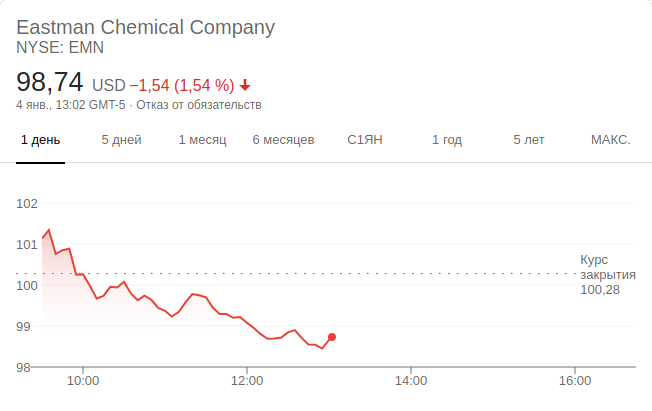 Eastman Chemical Company
NYSE: EMN
98,74 USD −1,54 (1,54 %)
4 янв., 13:02 GMT-5 · Отказ от обязательств
1 день 5 дней 1 месяц 6 месяцев С1ЯН 1 год 5 лет МАКС.
102
101
Курс
закрытия
100,28
100
99
98
10:00 12:00 14:00 16:00